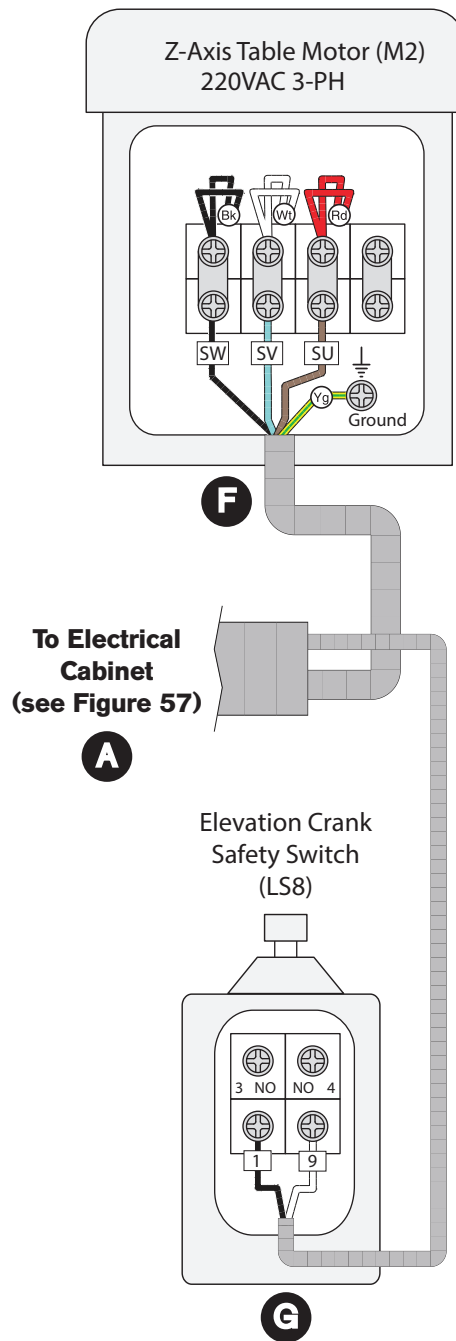 Z-Axis Table Motor (M2)
220VAC 3-PH
Bk Wt Rd
SW SV SU
Yg
Ground
F
To Electrical
Cabinet
(see Figure 57)
A
Elevation Crank
Safety Switch
(LS8)
3 NO NO 4
1 9
G